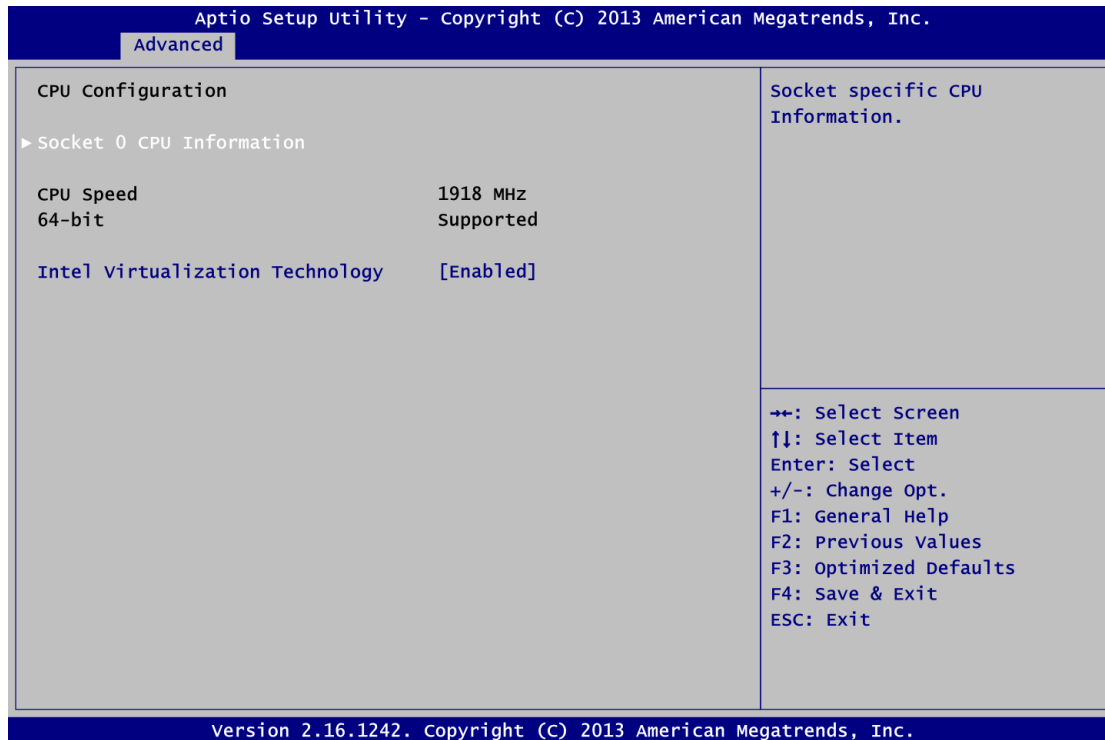 Aptio Setup Utility - Copyright (C) 2013 American Megatrends, Inc.
Advanced
CPU Configuration
▶ Socket 0 CPU Information
CPU Speed 1918 MHz
64-bit Supported
Intel Virtualization Technology [Enabled]
Socket specific CPU
Information.
→←: Select Screen
↑↓: Select Item
Enter: Select
+/-: Change Opt.
F1: General Help
F2: Previous Values
F3: Optimized Defaults
F4: Save & Exit
ESC: Exit
Version 2.16.1242. Copyright (C) 2013 American Megatrends, Inc.